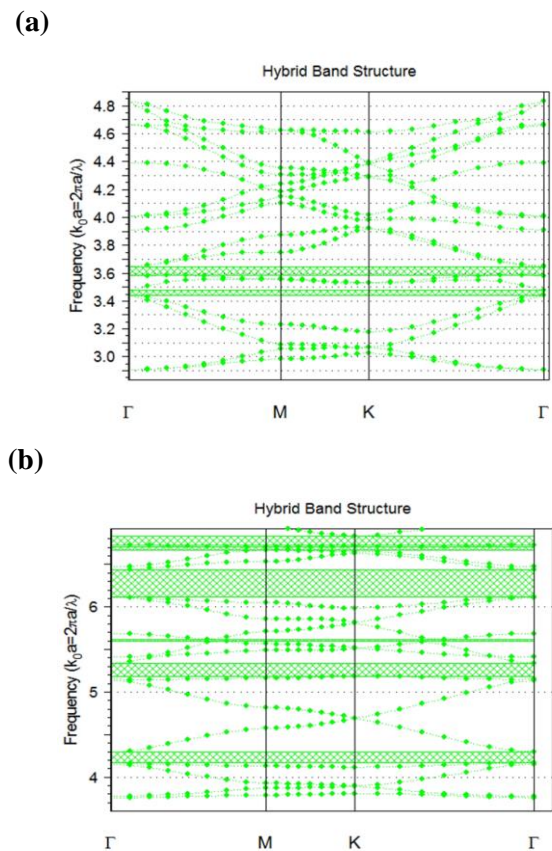 (a)
Hybrid Band Structure
Frequency (k₀a=2πa/λ)
4.8
4.6
4.4
4.2
4.0
3.8
3.6
3.4
3.2
3.0
Γ M K Γ
(b)
Hybrid Band Structure
Frequency (k₀a=2πa/λ)
6
5
4
Γ M K Γ